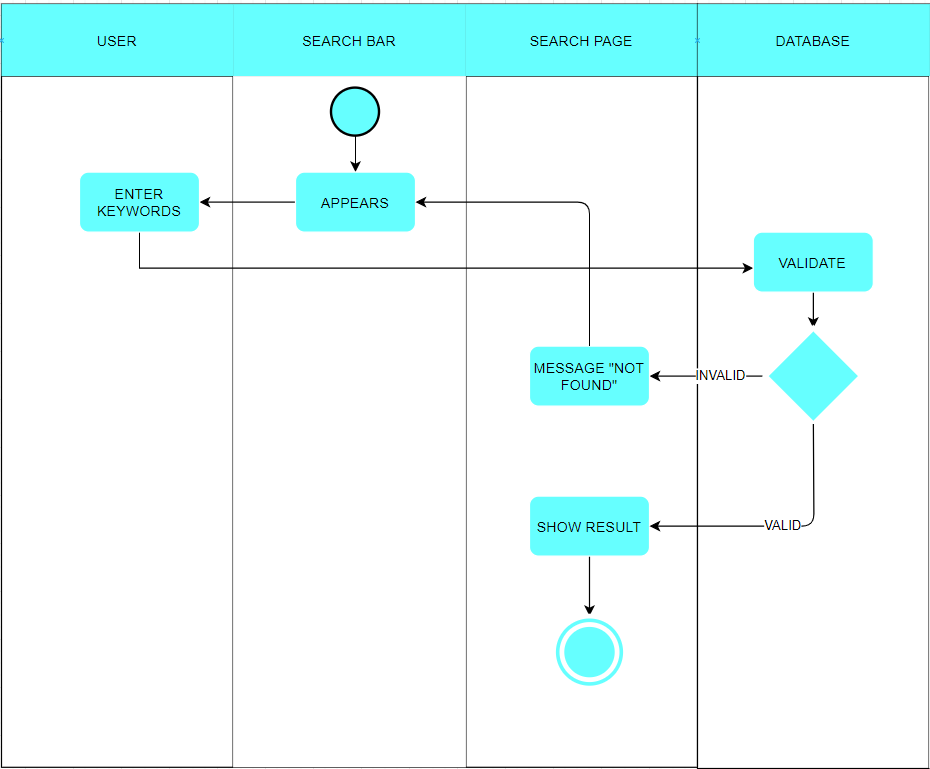 USER
SEARCH BAR
SEARCH PAGE
DATABASE
ENTER
KEYWORDS
APPEARS
VALIDATE
MESSAGE "NOT
FOUND"
INVALID
SHOW RESULT
VALID